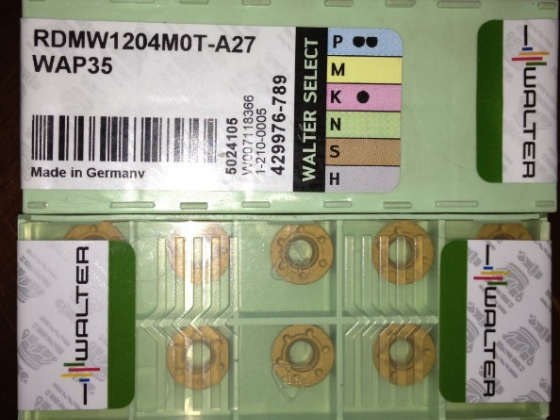 RDMW1204M0T-A27
WAP35
Made in Germany
5024105
W007118366
1-210-0005
429976-789
WALTER SELECT
P
M
K
N
S
H
WALTER
WALTER
WALTER